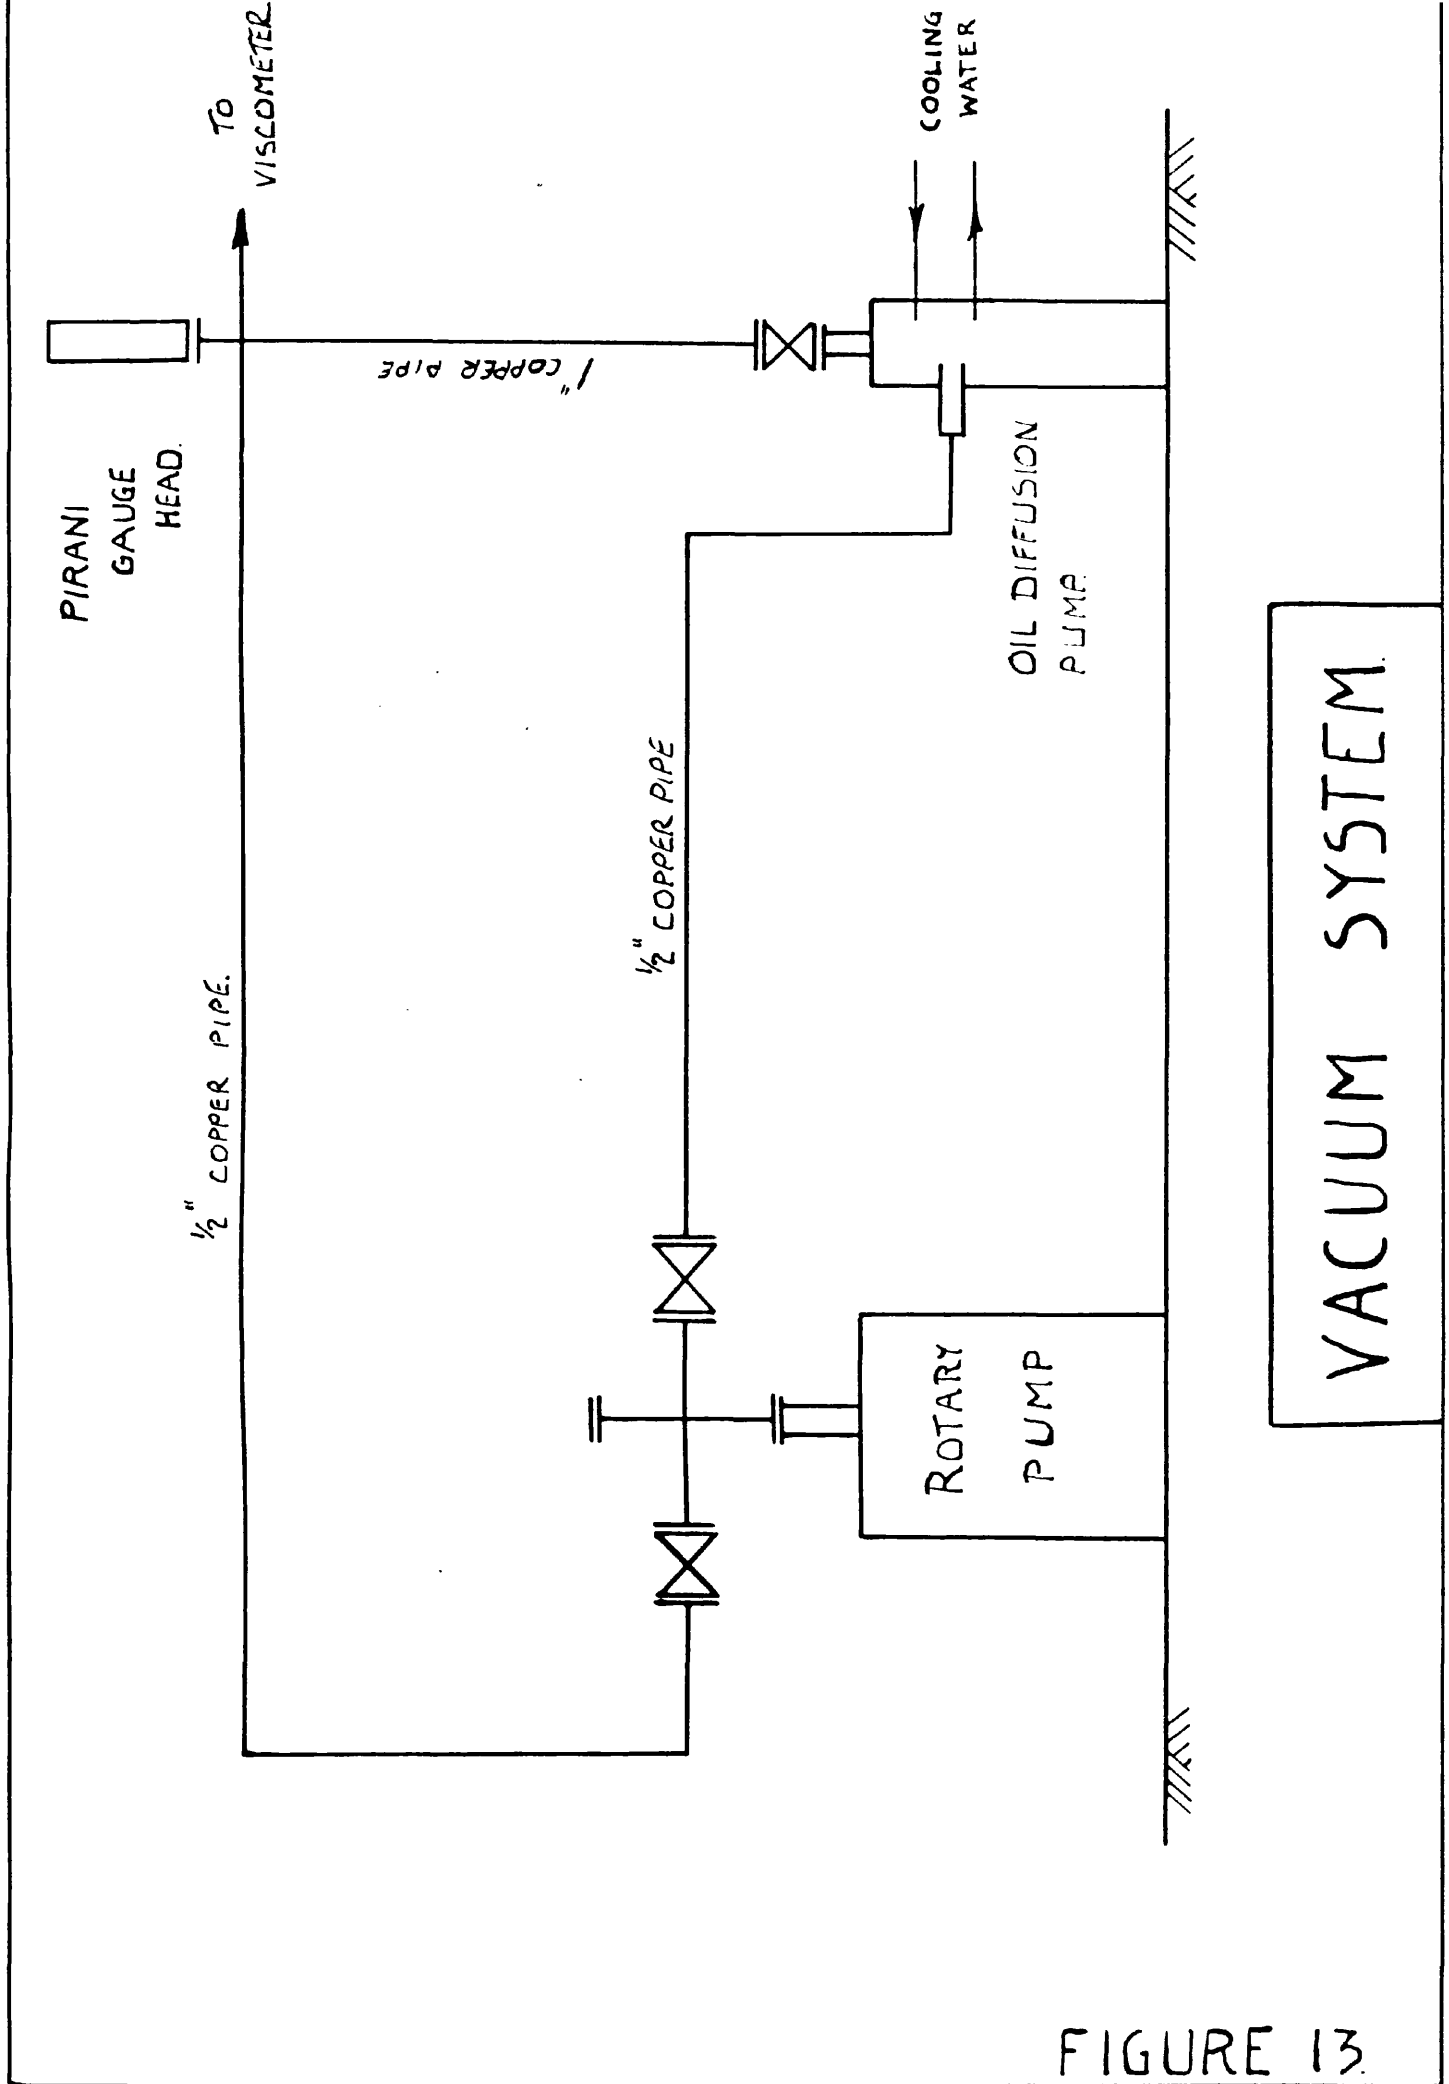 PIRANI
GAUGE
HEAD.
TO
VISCOMETER
½" COPPER PIPE.
1" COPPER PIPE
½" COPPER PIPE
COOLING
WATER
OIL DIFFUSION
PUMP.
ROTARY
PUMP
VACUUM SYSTEM.
FIGURE 13.